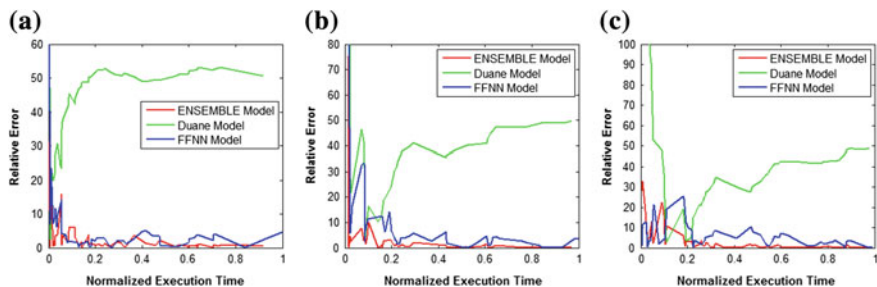 (a)
60
50
40
30
20
10
0
0
0.2
0.4
0.6
0.8
1
Relative Error
Normalized Execution Time
ENSEMBLE Model
Duane Model
FFNN Model
(b)
80
70
60
50
40
30
20
10
0
0
0.2
0.4
0.6
0.8
1
Relative Error
Normalized Execution Time
ENSEMBLE Model
Duane Model
FFNN Model
(c)
100
90
80
70
60
50
40
30
20
10
0
0
0.2
0.4
0.6
0.8
1
Relative Error
Normalized Execution Time
ENSEMBLE Model
Duane Model
FFNN Model